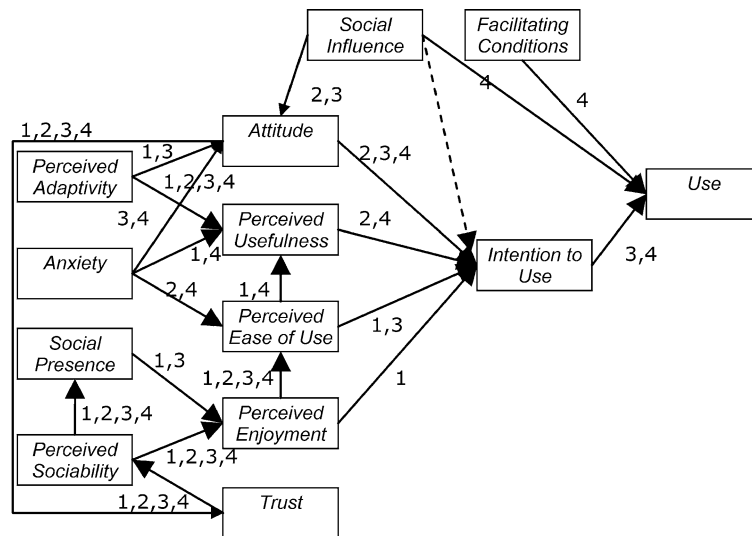 Social
Influence
Facilitating
Conditions
4
4
2,3
1,2,3,4
Attitude
1,3
2,3,4
Perceived
Adaptivity
1,2,3,4
Use
3,4
Perceived
Usefulness
2,4
1,4
Anxiety
Intention to
Use
3,4
2,4
1,4
Perceived
Ease of Use
1,3
Social
Presence
1,3
1,2,3,4
1
1,2,3,4
Perceived
Enjoyment
Perceived
Sociability
1,2,3,4
1,2,3,4
Trust